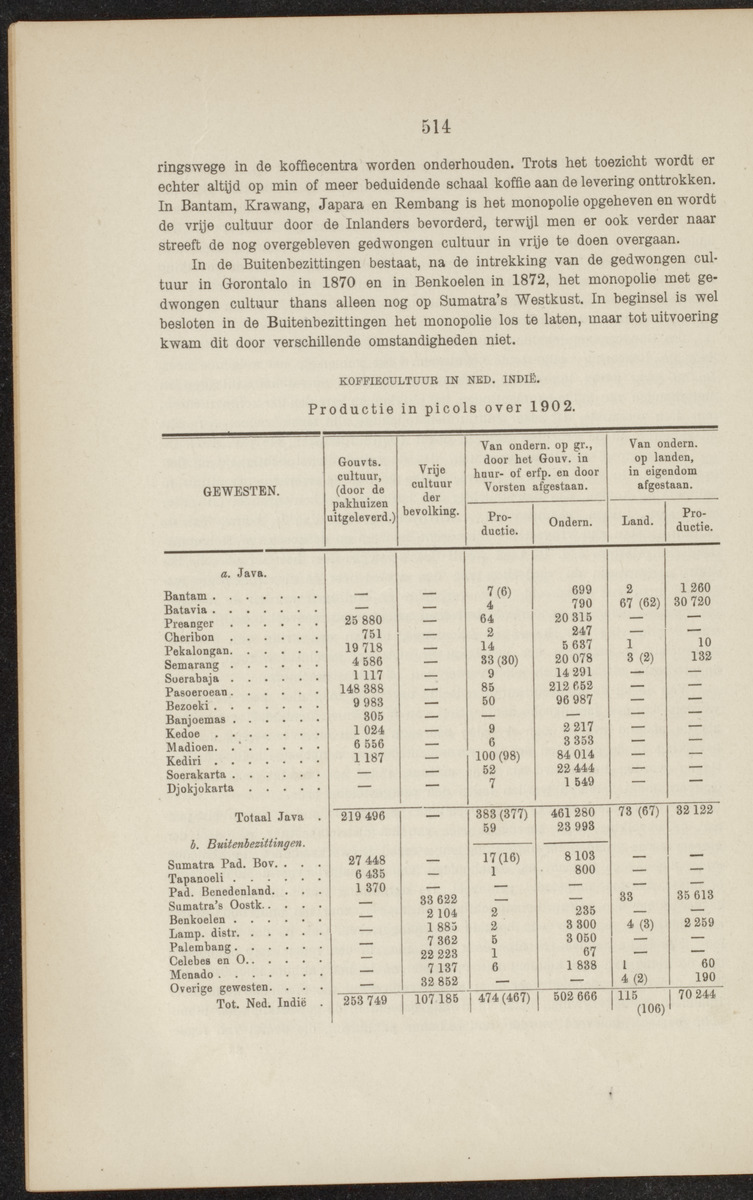 514
ringswege in de koffiecentra worden onderhouden. Trots het toezicht wordt er
echter altijd op min of meer beduidende schaal koffie aan de levering onttrokken.
In Bantam, Krawang, Japara en Rembang is het monopolie opgeheven en wordt
de vrije cultuur door de Inlanders bevorderd, terwijl men er ook verder naar
streeft de nog overgebleven gedwongen cultuur in vrije te doen overgaan.
In de Buitenbezittingen bestaat, na de intrekking van de gedwongen cul-
tuur in Gorontalo in 1870 en in Benkoelen in 1872, het monopolie met ge-
dwongen cultuur thans alleen nog op Sumatra's Westkust. In beginsel is wel
besloten in de Buitenbezittingen het monopolie los te laten, maar tot uitvoering
kwam dit door verschillende omstandigheden niet.
KOFFIECULTUUR IN NED. INDIË.
Productie in picols over 1902.
GEWESTEN.
Gouvts.
cultuur,
(door de
pakhuizen
uitgeleverd.)
Vrije
cultuur
der
bevolking.
Van ondern. op gr.,
door het Gouv. in
huur- of erfp. en door
Vorsten afgestaan.
Van ondern.
op landen,
in eigendom
afgestaan.
Pro-
ductie.
Ondern.
Land.
Pro-
ductie.
a. Java.
Bantam . . . . . . . — — 7 (6) 699 2 1 260
Batavia . . . . . . . — — 4 790 67 (62) 30 720
Preanger . . . . . . 25 880 — 64 20 315 — —
Cheribon . . . . . . 751 — 2 247 — —
Pekalongan. . . . . . 19 718 — 14 5 637 1 10
Semarang . . . . . . 4 586 — 33 (30) 20 078 3 (2) 132
Soerabaja . . . . . . 1 117 — 9 14 291 — —
Pasoeroean. . . . . . 148 388 — 85 212 652 — —
Bezoeki . . . . . . . 9 983 — 50 96 987 — —
Banjoemas . . . . . . 305 — — — — —
Kedoe . . . . . . . 1 024 — 9 2 217 — —
Madioen. . . . . . . 6 556 — 6 3 353 — —
Kediri . . . . . . . 1 187 — 100 (98) 84 014 — —
Soerakarta . . . . . . — — 52 22 444 — —
Djokjokarta . . . . . — — 7 1 549 — —
Totaal Java . 219 496 — 383 (377) 461 280 73 (67) 32 122
59 23 993
b. Buitenbezittingen.
Sumatra Pad. Bov. . . . 27 448 — 17 (16) 8 103 — —
Tapanoeli . . . . . . 6 435 — 1 800 — —
Pad. Benedenland. . . . 1 370 — — — — —
Sumatra's Oostk. . . . . — 33 622 — — 33 35 613
Benkoelen . . . . . . — 2 104 2 235 — —
Lamp. distr. . . . . . — 1 885 2 3 300 4 (3) 2 259
Palembang . . . . . . — 7 362 5 3 050 — —
Celebes en O. . . . . . — 22 223 1 67 — —
Menado . . . . . . . — 7 137 6 1 838 1 60
Overige gewesten. . . . — 32 852 — — 4 (2) 190
Tot. Ned. Indië . 253 749 107 185 474 (467) 502 666 115 70 244
(106)